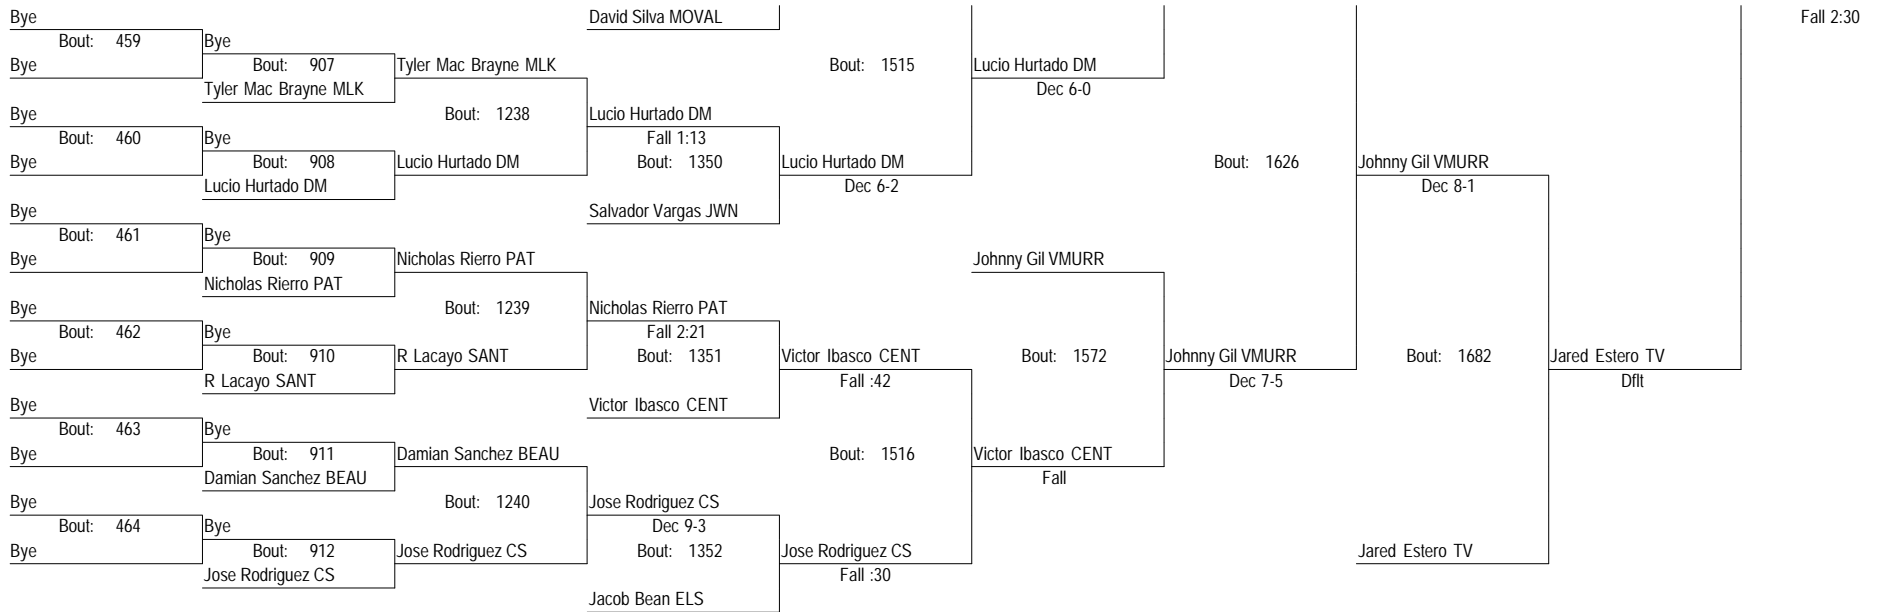 Bye David Silva MOVAL Fall 2:30
Bout: 459 Bye
Bye Bout: 907 Tyler Mac Brayne MLK Bout: 1515 Lucio Hurtado DM
Tyler Mac Brayne MLK Dec 6-0
Bye Bout: 1238 Lucio Hurtado DM
Bout: 460 Bye Fall 1:13
Bye Bout: 908 Lucio Hurtado DM Bout: 1350 Lucio Hurtado DM Bout: 1626 Johnny Gil VMURR
Lucio Hurtado DM Dec 6-2 Dec 8-1
Bye Salvador Vargas JWN
Bout: 461 Bye
Bye Bout: 909 Nicholas Rierro PAT Johnny Gil VMURR
Nicholas Rierro PAT
Bye Bout: 1239 Nicholas Rierro PAT
Bout: 462 Bye Fall 2:21
Bye Bout: 910 R Lacayo SANT Bout: 1351 Victor Ibasco CENT Bout: 1572 Johnny Gil VMURR Bout: 1682 Jared Estero TV
R Lacayo SANT Fall :42 Dec 7-5 Dflt
Bye Victor Ibasco CENT
Bout: 463 Bye
Bye Bout: 911 Damian Sanchez BEAU Bout: 1516 Victor Ibasco CENT
Damian Sanchez BEAU Fall
Bye Bout: 1240 Jose Rodriguez CS
Bout: 464 Bye Dec 9-3
Bye Bout: 912 Jose Rodriguez CS Bout: 1352 Jose Rodriguez CS Jared Estero TV
Jose Rodriguez CS Fall :30
Jacob Bean ELS